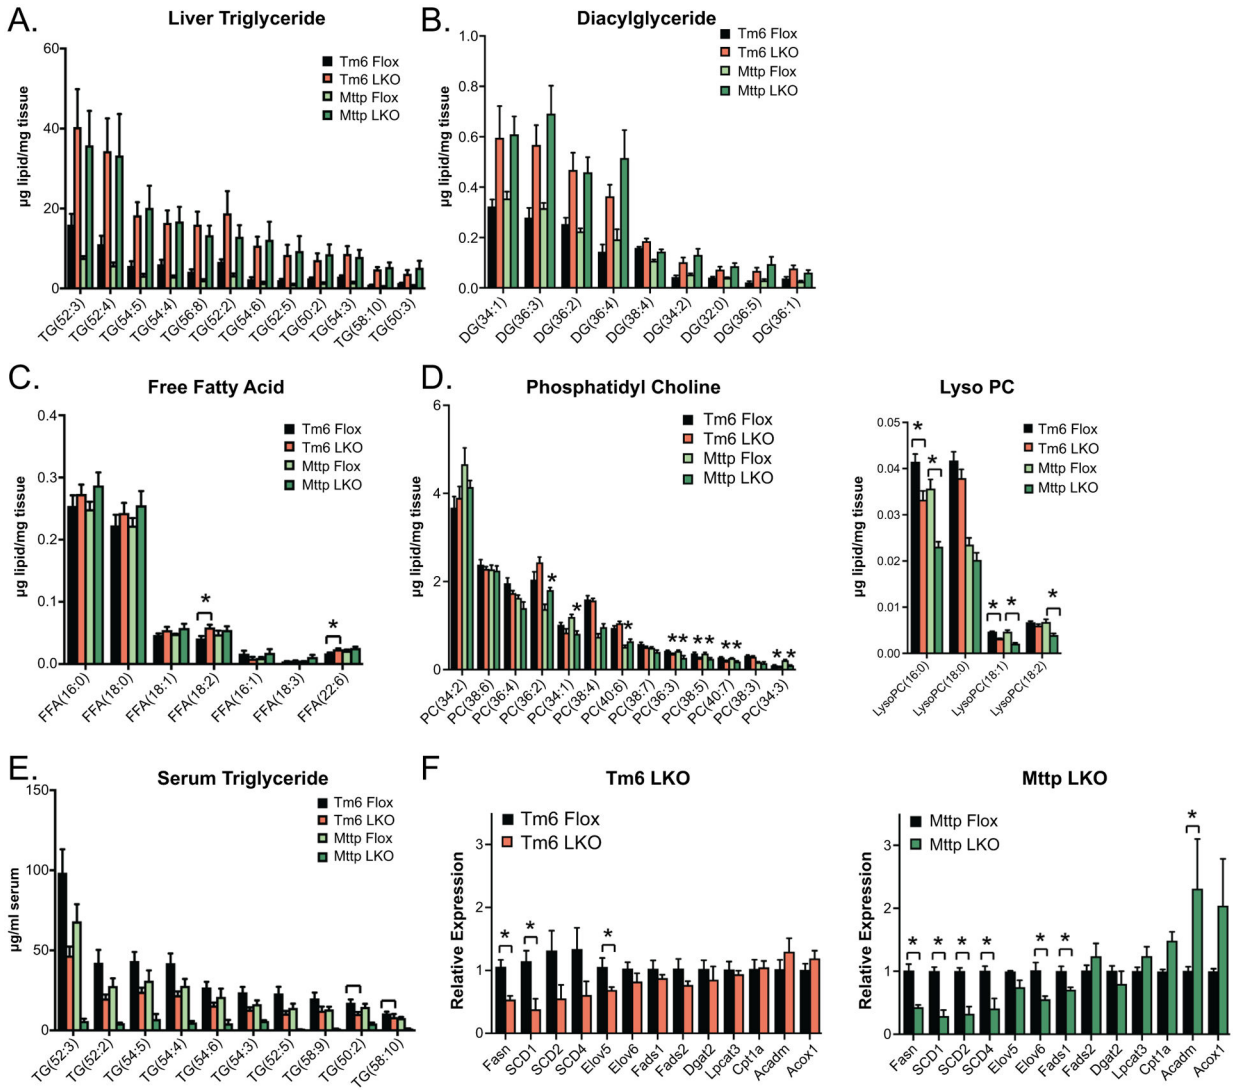 A.
Liver Triglyceride
µg lipid/mg tissue
60
40
20
0
Tm6 Flox
Tm6 LKO
Mttp Flox
Mttp LKO
TG(52:3)
TG(52:4)
TG(54:5)
TG(54:4)
TG(56:8)
TG(52:2)
TG(54:6)
TG(52:5)
TG(50:2)
TG(54:3)
TG(58:10)
TG(50:3)
B.
Diacylglyceride
µg lipid/mg tissue
1.0
0.8
0.6
0.4
0.2
0.0
Tm6 Flox
Tm6 LKO
Mttp Flox
Mttp LKO
DG(34:1)
DG(36:3)
DG(36:2)
DG(36:4)
DG(38:4)
DG(34:2)
DG(32:0)
DG(36:5)
DG(36:1)
C.
Free Fatty Acid
µg lipid/mg tissue
0.4
0.3
0.2
0.1
0.0
Tm6 Flox
Tm6 LKO
Mttp Flox
Mttp LKO
*
*
FFA(16:0)
FFA(18:0)
FFA(18:1)
FFA(18:2)
FFA(16:1)
FFA(18:3)
FFA(22:6)
D.
Phosphatidyl Choline
µg lipid/mg tissue
6
4
2
0
Tm6 Flox
Tm6 LKO
Mttp Flox
Mttp LKO
*
*
*
**
**
**
**
PC(34:2)
PC(38:6)
PC(36:4)
PC(36:2)
PC(34:1)
PC(38:4)
PC(40:6)
PC(38:7)
PC(36:3)
PC(38:5)
PC(40:7)
PC(38:3)
PC(34:3)
Lyso PC
µg lipid/mg tissue
0.05
0.04
0.03
0.02
0.01
0.00
Tm6 Flox
Tm6 LKO
Mttp Flox
Mttp LKO
*
*
*
*
*
LysoPC(16:0)
LysoPC(18:0)
LysoPC(18:1)
LysoPC(18:2)
E.
Serum Triglyceride
µg/ml serum
150
100
50
0
Tm6 Flox
Tm6 LKO
Mttp Flox
Mttp LKO
TG(52:3)
TG(52:2)
TG(54:5)
TG(54:4)
TG(54:6)
TG(54:3)
TG(52:5)
TG(58:9)
TG(50:2)
TG(58:10)
F.
Tm6 LKO
Relative Expression
3
2
1
0
Tm6 Flox
Tm6 LKO
*
*
*
Fasn
SCD1
SCD2
SCD4
Elov5
Elov6
Fads1
Fads2
Dgat2
Lpcat3
Cpt1a
Acadm
Acox1
Mttp LKO
Relative Expression
3
2
1
0
Mttp Flox
Mttp LKO
*
*
*
*
*
*
*
Fasn
SCD1
SCD2
SCD4
Elov5
Elov6
Fads1
Fads2
Dgat2
Lpcat3
Cpt1a
Acadm
Acox1